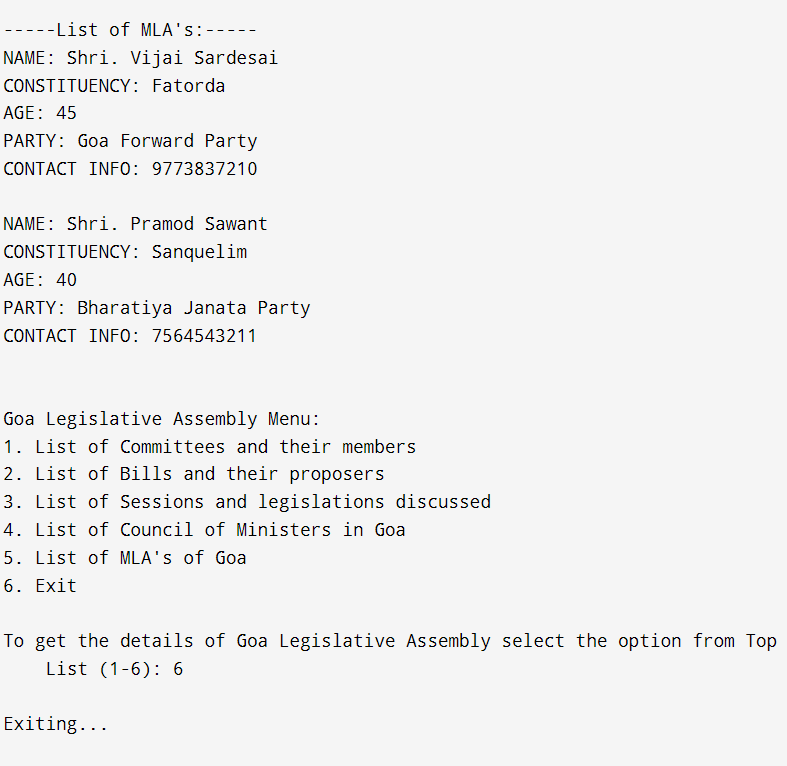 -----List of MLA's:-----
NAME: Shri. Vijai Sardesai
CONSTITUENCY: Fatorda
AGE: 45
PARTY: Goa Forward Party
CONTACT INFO: 9773837210
NAME: Shri. Pramod Sawant
CONSTITUENCY: Sanquelim
AGE: 40
PARTY: Bharatiya Janata Party
CONTACT INFO: 7564543211
Goa Legislative Assembly Menu:
1. List of Committees and their members
2. List of Bills and their proposers
3. List of Sessions and legislations discussed
4. List of Council of Ministers in Goa
5. List of MLA's of Goa
6. Exit
To get the details of Goa Legislative Assembly select the option from Top
List (1-6): 6
Exiting...